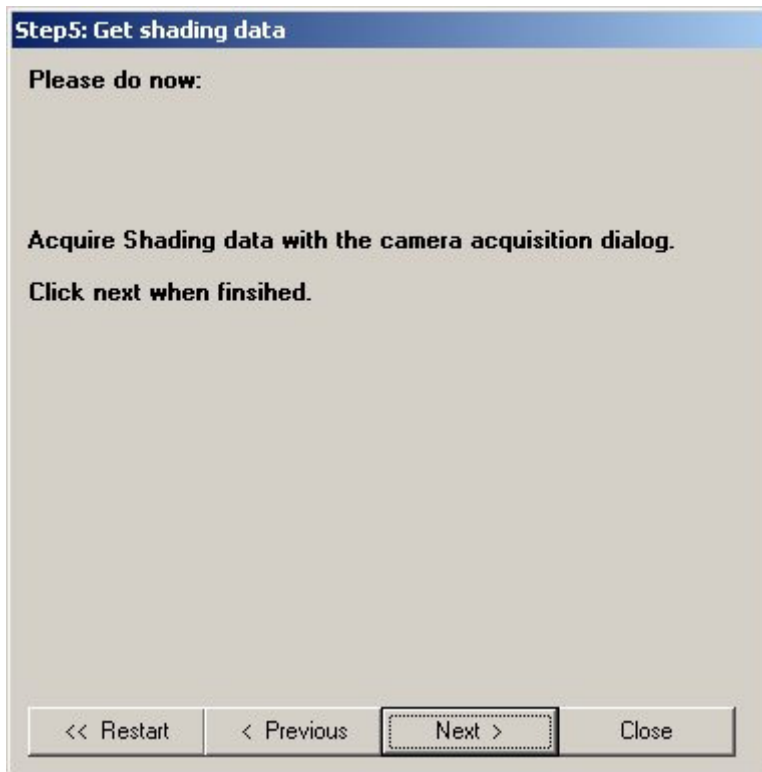 Step5: Get shading data
Please do now:
Acquire Shading data with the camera acquisition dialog.
Click next when finsihed.
<< Restart
< Previous
Next >
Close